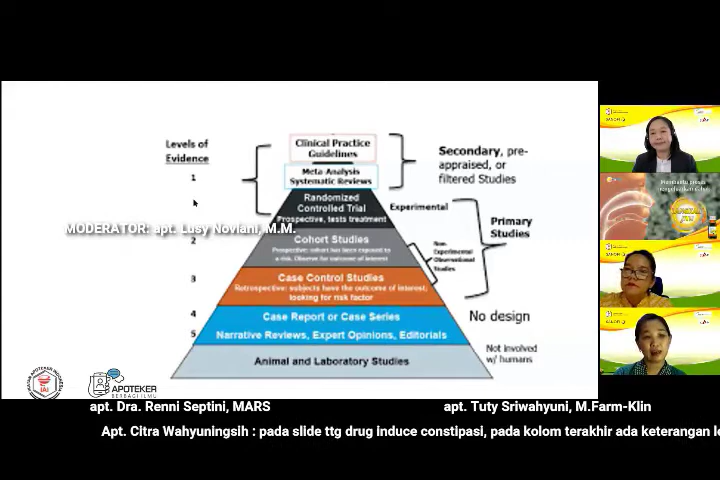 Levels of
Evidence
1
2
3
4
5
Clinical Practice
Guidelines
Meta Analysis
Systematic Reviews
Randomized
Controlled Trial
Prospective, tests treatment
Cohort Studies
Prospective: cohort has been exposed to
a risk. Observe for outcome of interest
Case Control Studies
Retrospective: subjects have the outcome of interest;
looking for risk factor
Case Report or Case Series
Narrative Reviews, Expert Opinions, Editorials
Animal and Laboratory Studies
Secondary, pre-
appraised, or
filtered Studies
Experimental
Non-
Experimental
Observational
Studies
Primary
Studies
No design
Not involved
w/ humans
MODERATOR: apt. Lusy Noviani, M.M.
IAI
APOTEKER
BERBAGI ILMU
apt. Dra. Renni Septini, MARS
apt. Tuty Sriwahyuni, M.Farm-Klin
Apt. Citra Wahyuningsih : pada slide ttg drug induce constipasi, pada kolom terakhir ada keterangan le